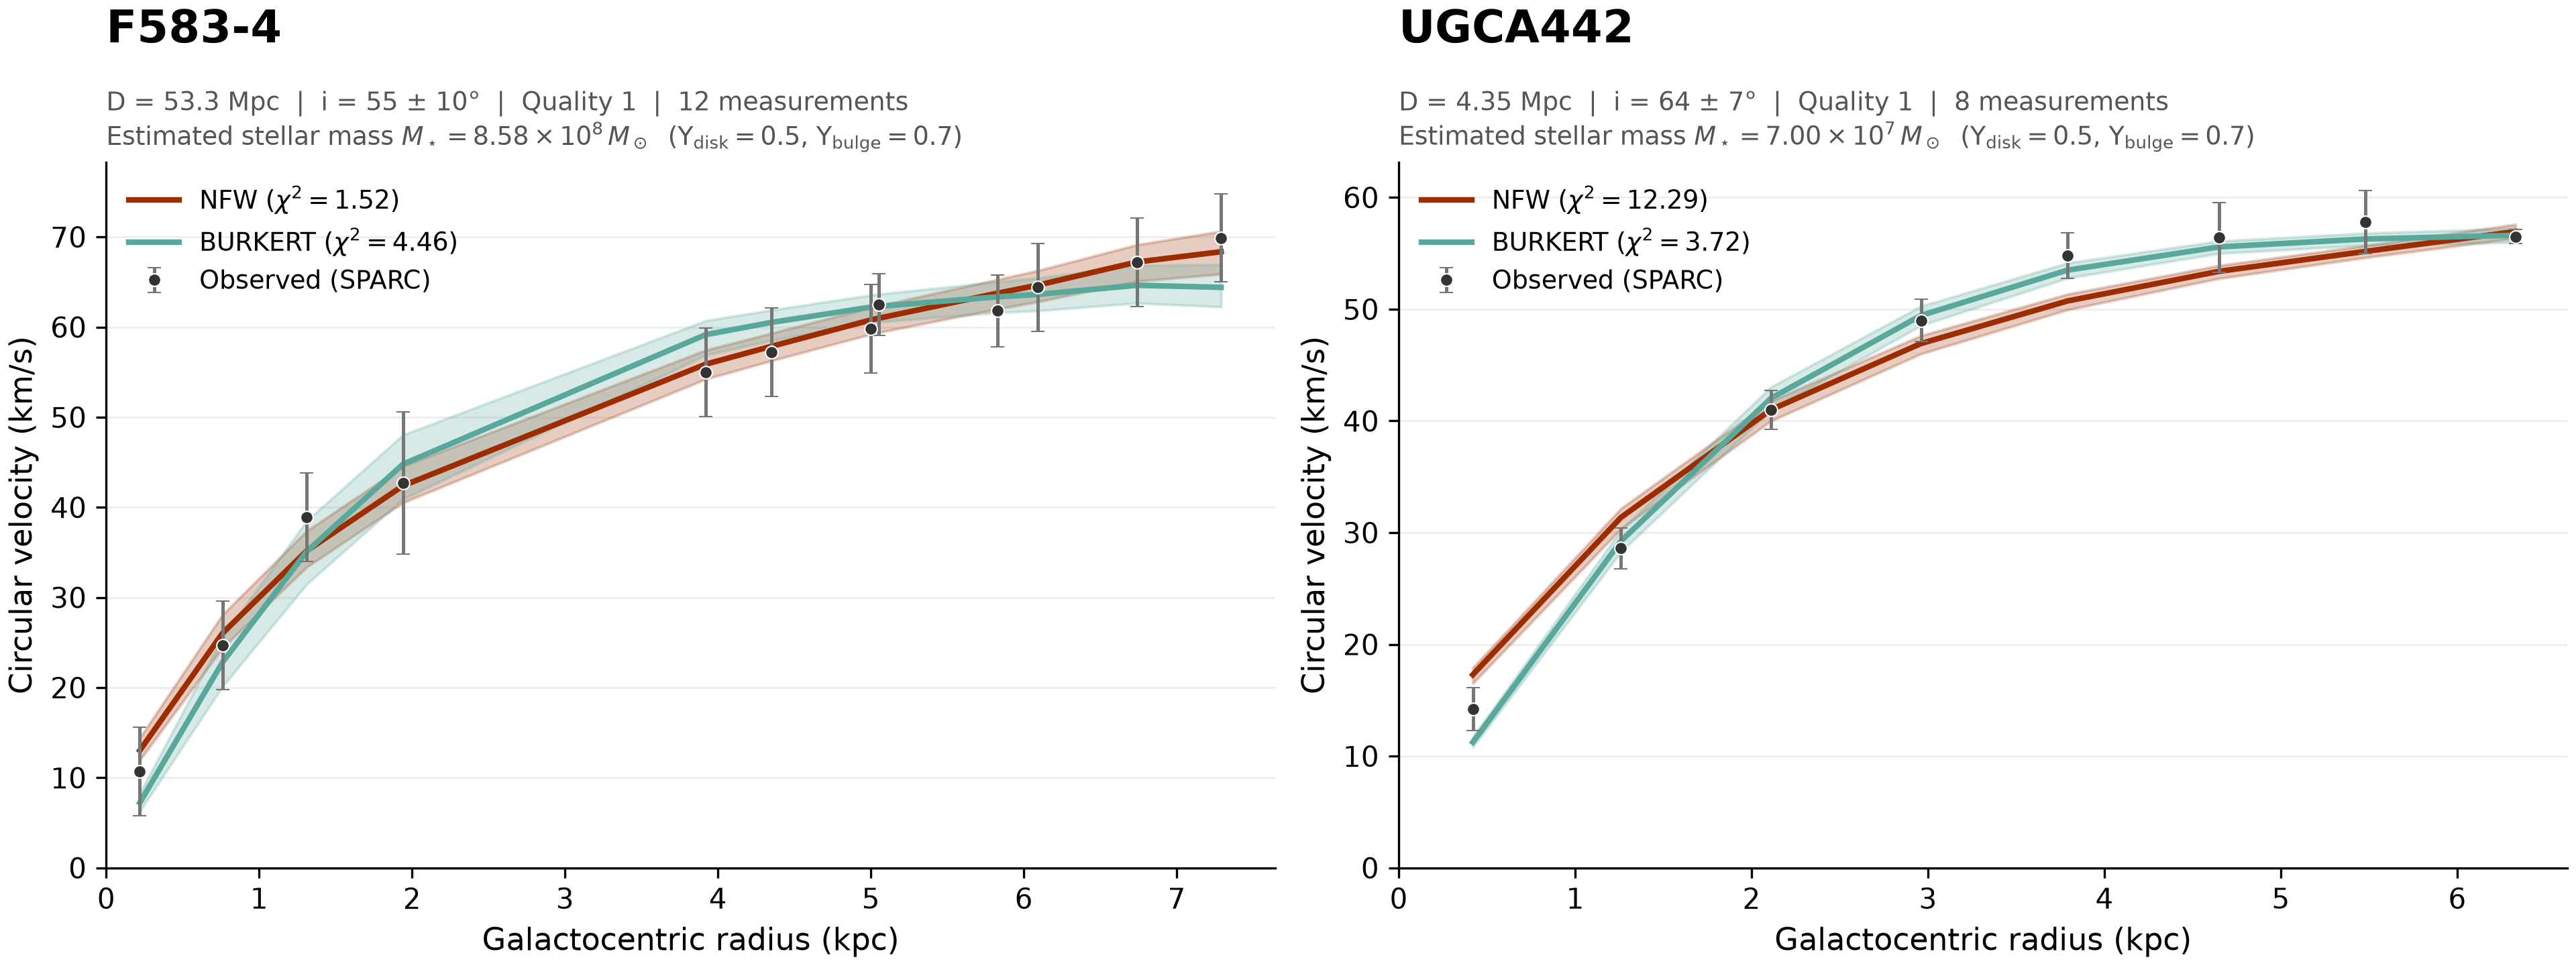 F583-4
D = 53.3 Mpc | i = 55 ± 10° | Quality 1 | 12 measurements
Estimated stellar mass M⋆ = 8.58 × 10⁸ M⊙ (Υdisk = 0.5, Υbulge = 0.7)
NFW (χ² = 1.52)
BURKERT (χ² = 4.46)
Observed (SPARC)
Circular velocity (km/s)
70
60
50
40
30
20
10
0
0 1 2 3 4 5 6 7
Galactocentric radius (kpc)
UGCA442
D = 4.35 Mpc | i = 64 ± 7° | Quality 1 | 8 measurements
Estimated stellar mass M⋆ = 7.00 × 10⁷ M⊙ (Υdisk = 0.5, Υbulge = 0.7)
NFW (χ² = 12.29)
BURKERT (χ² = 3.72)
Observed (SPARC)
Circular velocity (km/s)
60
50
40
30
20
10
0
0 1 2 3 4 5 6
Galactocentric radius (kpc)